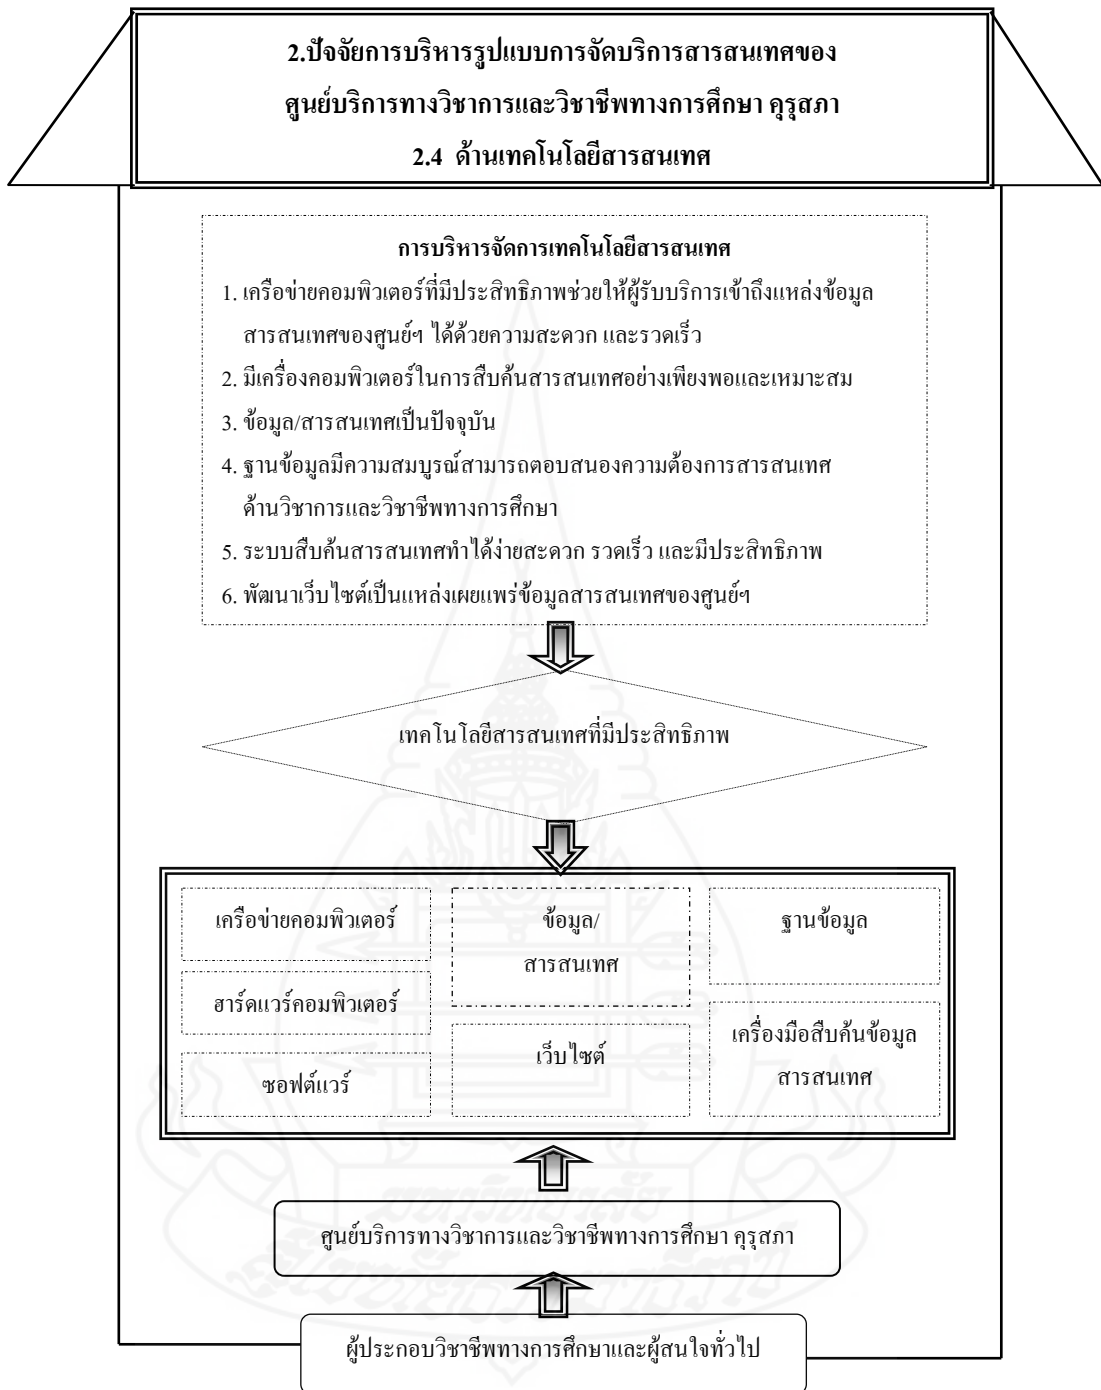 2.ปัจจัยการบริหารรูปแบบการจัดบริการสารสนเทศของ
ศูนย์บริการทางวิชาการและวิชาชีพทางการศึกษา คุรุสภา
2.4 ด้านเทคโนโลยีสารสนเทศ
การบริหารจัดการเทคโนโลยีสารสนเทศ
1. เครือข่ายคอมพิวเตอร์ที่มีประสิทธิภาพช่วยให้ผู้รับบริการเข้าถึงแหล่งข้อมูล
สารสนเทศของศูนย์ฯ ได้ด้วยความสะดวก และรวดเร็ว
2. มีเครื่องคอมพิวเตอร์ในการสืบค้นสารสนเทศอย่างเพียงพอและเหมาะสม
3. ข้อมูล/สารสนเทศเป็นปัจจุบัน
4. ฐานข้อมูลมีความสมบูรณ์สามารถตอบสนองความต้องการสารสนเทศ
ด้านวิชาการและวิชาชีพทางการศึกษา
5. ระบบสืบค้นสารสนเทศทำได้ง่ายสะดวก รวดเร็ว และมีประสิทธิภาพ
6. พัฒนาเว็บไซต์เป็นแหล่งเผยแพร่ข้อมูลสารสนเทศของศูนย์ฯ
เทคโนโลยีสารสนเทศที่มีประสิทธิภาพ
เครือข่ายคอมพิวเตอร์
ฮาร์ดแวร์คอมพิวเตอร์
ซอฟต์แวร์
ข้อมูล/
สารสนเทศ
เว็บไซต์
ฐานข้อมูล
เครื่องมือสืบค้นข้อมูล
สารสนเทศ
ศูนย์บริการทางวิชาการและวิชาชีพทางการศึกษา คุรุสภา
ผู้ประกอบวิชาชีพทางการศึกษาและผู้สนใจทั่วไป
มหาวิทยาลัย
สุโขทัยธรรมาธิราช